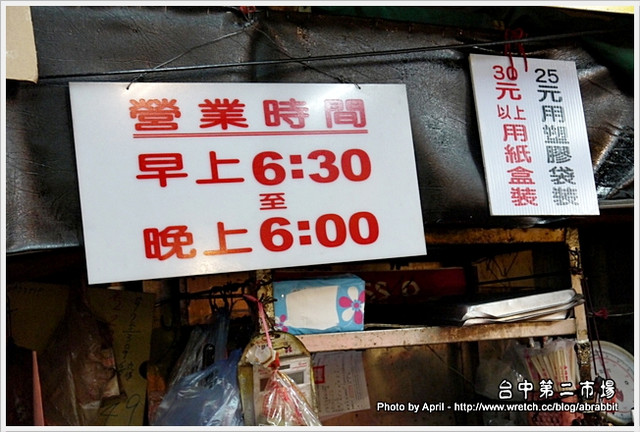 營業時間
早上6:30
至
晚上6:00
25元用塑膠袋裝
30元以上用紙盒裝
台中第二市場
Photo by April - http://www.wretch.cc/blog/abrabbit